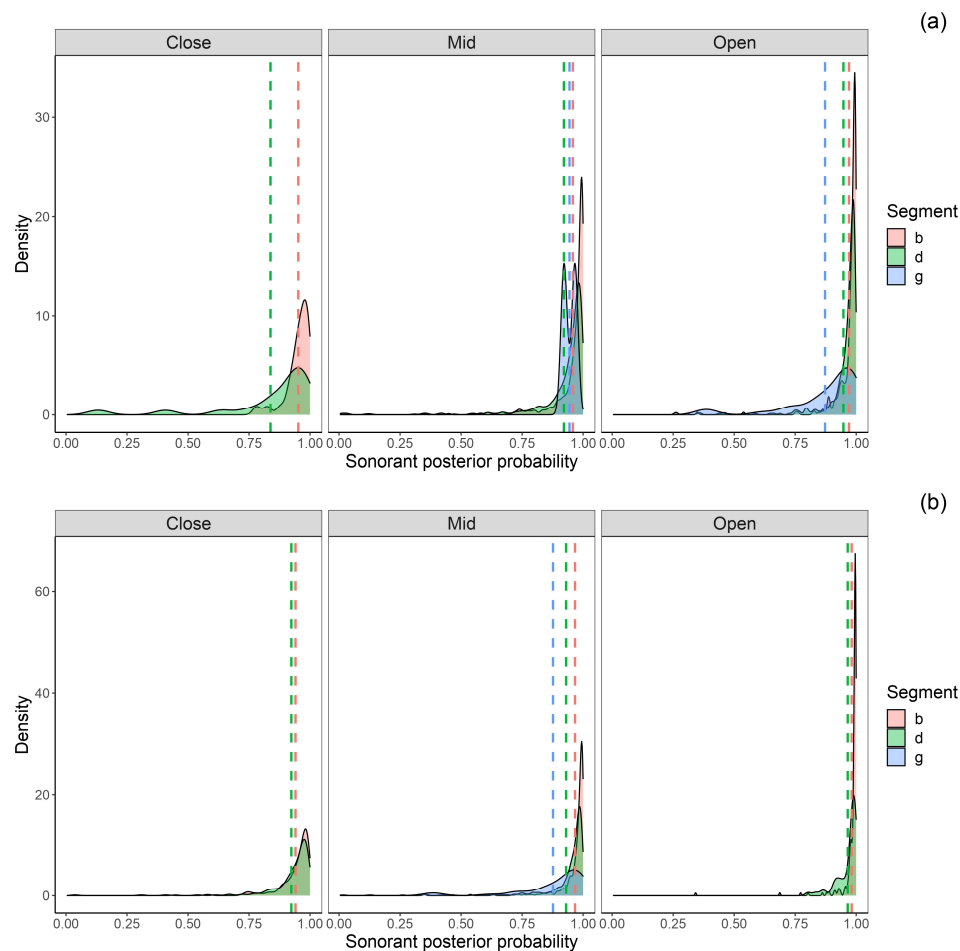 (a)
Close Mid Open
30
20
10
0
Density
0.00 0.25 0.50 0.75 1.00 0.00 0.25 0.50 0.75 1.00 0.00 0.25 0.50 0.75 1.00
Sonorant posterior probability
Segment
b
d
g
(b)
Close Mid Open
60
40
20
0
Density
0.00 0.25 0.50 0.75 1.00 0.00 0.25 0.50 0.75 1.00 0.00 0.25 0.50 0.75 1.00
Sonorant posterior probability
Segment
b
d
g